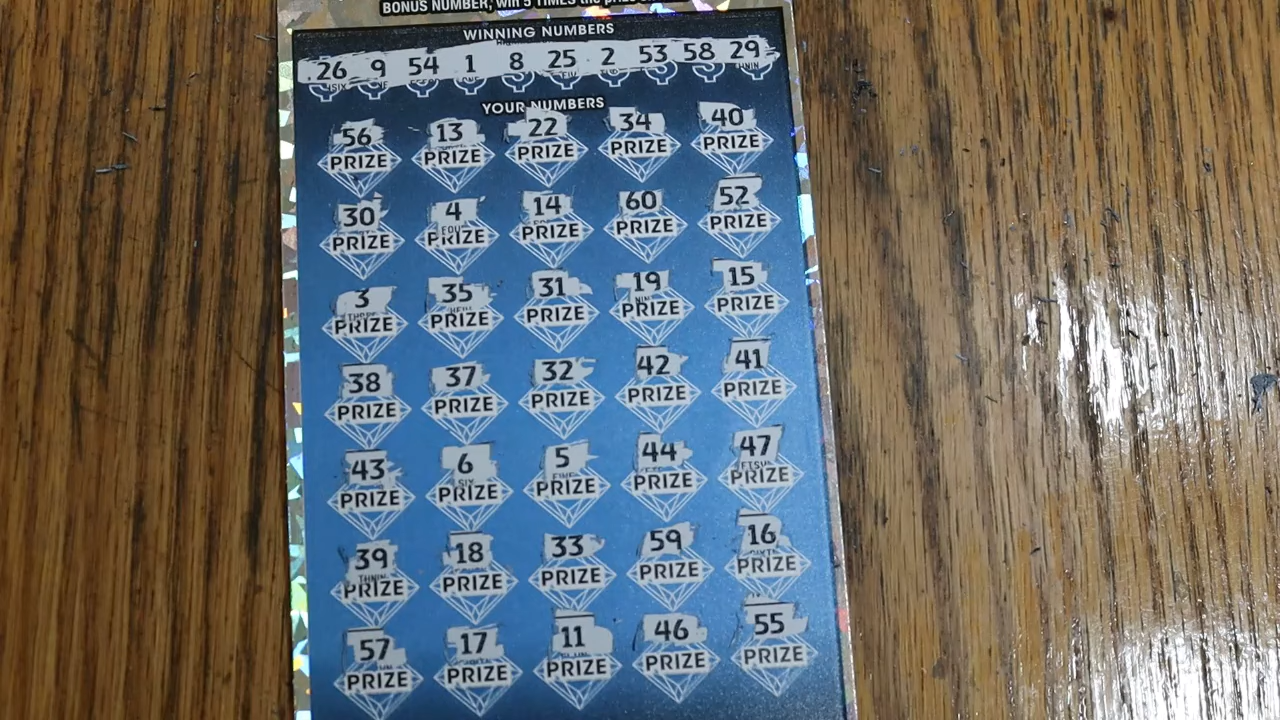 BONUS NUMBER, win 5 TIMES the prize
WINNING NUMBERS
26 9 54 1 8 25 2 53 58 29
YOUR NUMBERS
56 13 22 34 40
PRIZE PRIZE PRIZE PRIZE PRIZE
30 4 14 60 52
PRIZE PRIZE PRIZE PRIZE PRIZE
3 35 31 19 15
PRIZE PRIZE PRIZE PRIZE PRIZE
38 37 32 42 41
PRIZE PRIZE PRIZE PRIZE PRIZE
43 6 5 44 47
SIX
PRIZE PRIZE PRIZE PRIZE PRIZE
39 18 33 59 16
PRIZE PRIZE PRIZE PRIZE PRIZE
57 17 11 46 55
PRIZE PRIZE PRIZE PRIZE PRIZE